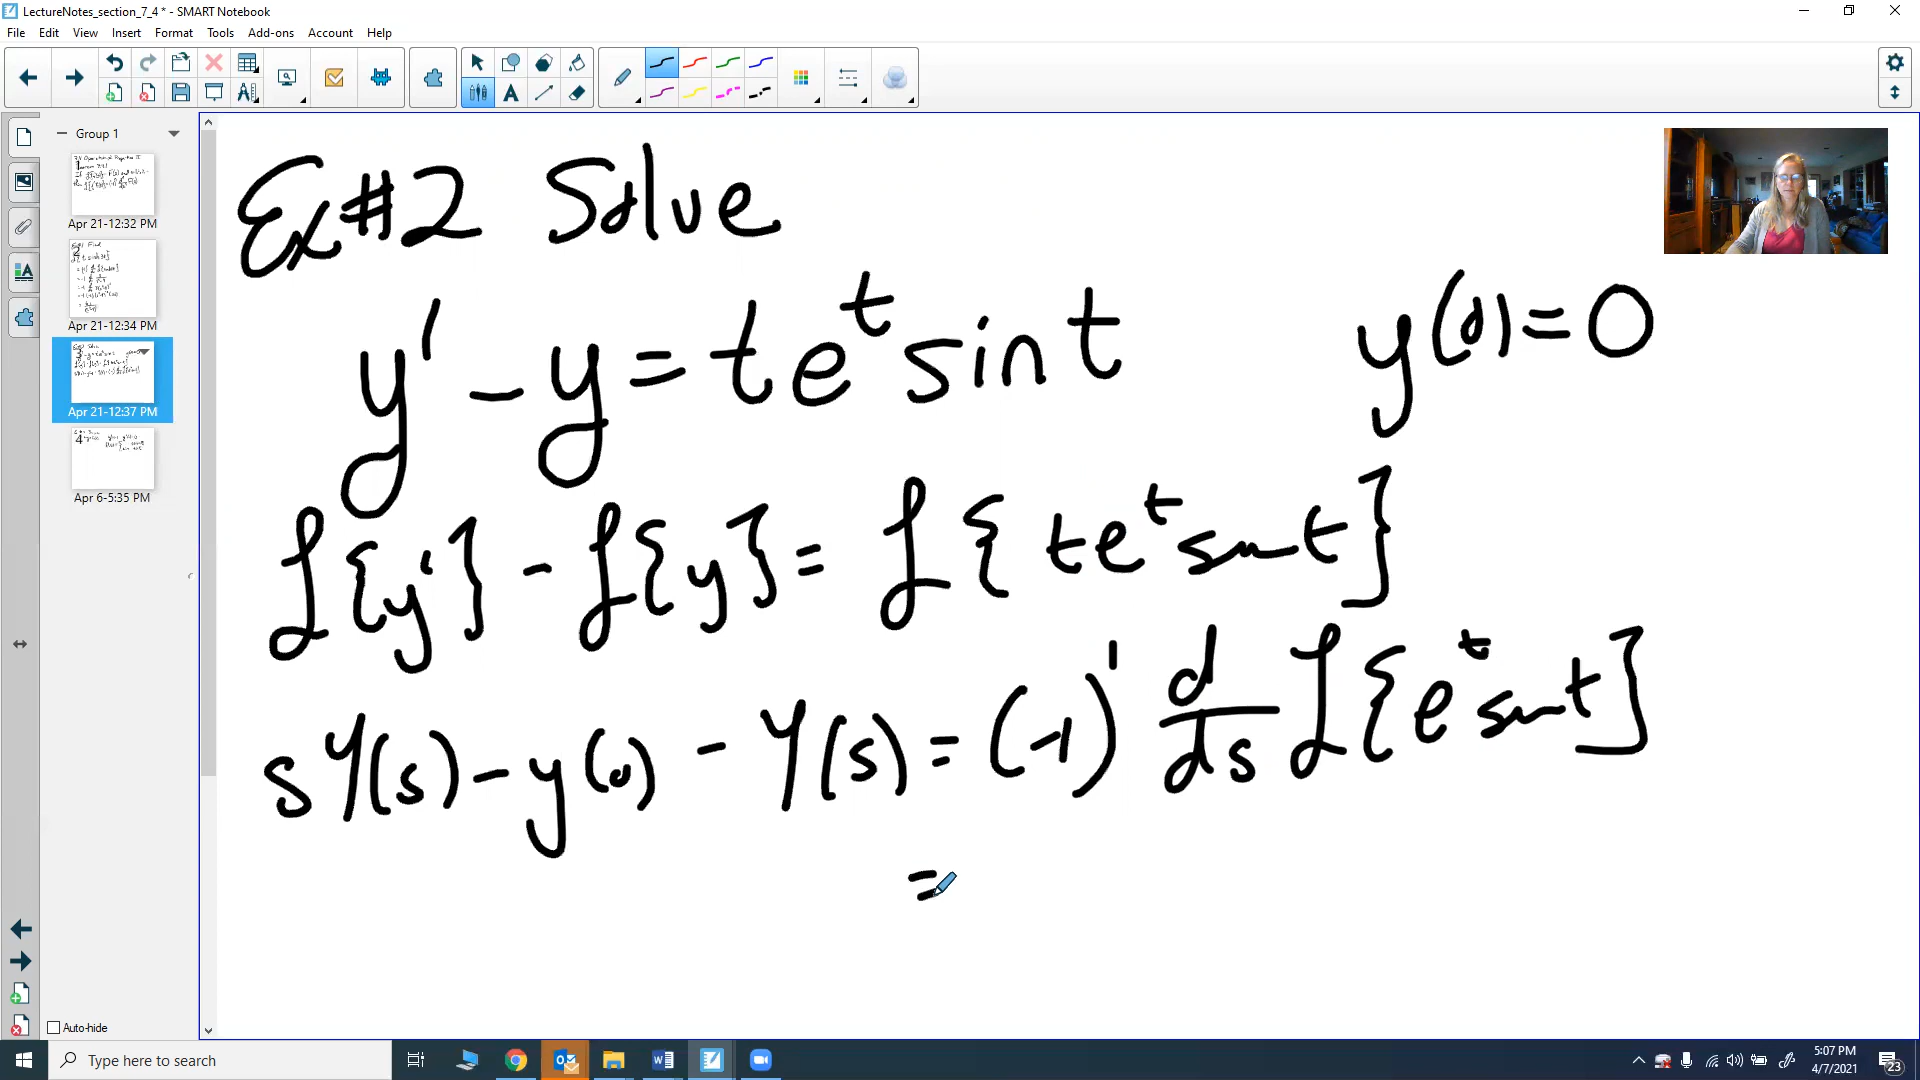 LectureNotes_section_7_4 * - SMART Notebook
File Edit View Insert Format Tools Add-ons Account Help
Group 1
Apr 21-12:32 PM
Apr 21-12:34 PM
Apr 21-12:37 PM
Apr 6-5:35 PM
Ex#2 Solve
y' - y = te^t sin t y(0) = 0
ℒ{y'} - ℒ{y} = ℒ{te^t sin t}
sY(s) - y(0) - Y(s) = (-1)^1 d/ds ℒ{e^t sin t}
=
Auto-hide
Type here to search
5:07 PM
4/7/2021
23